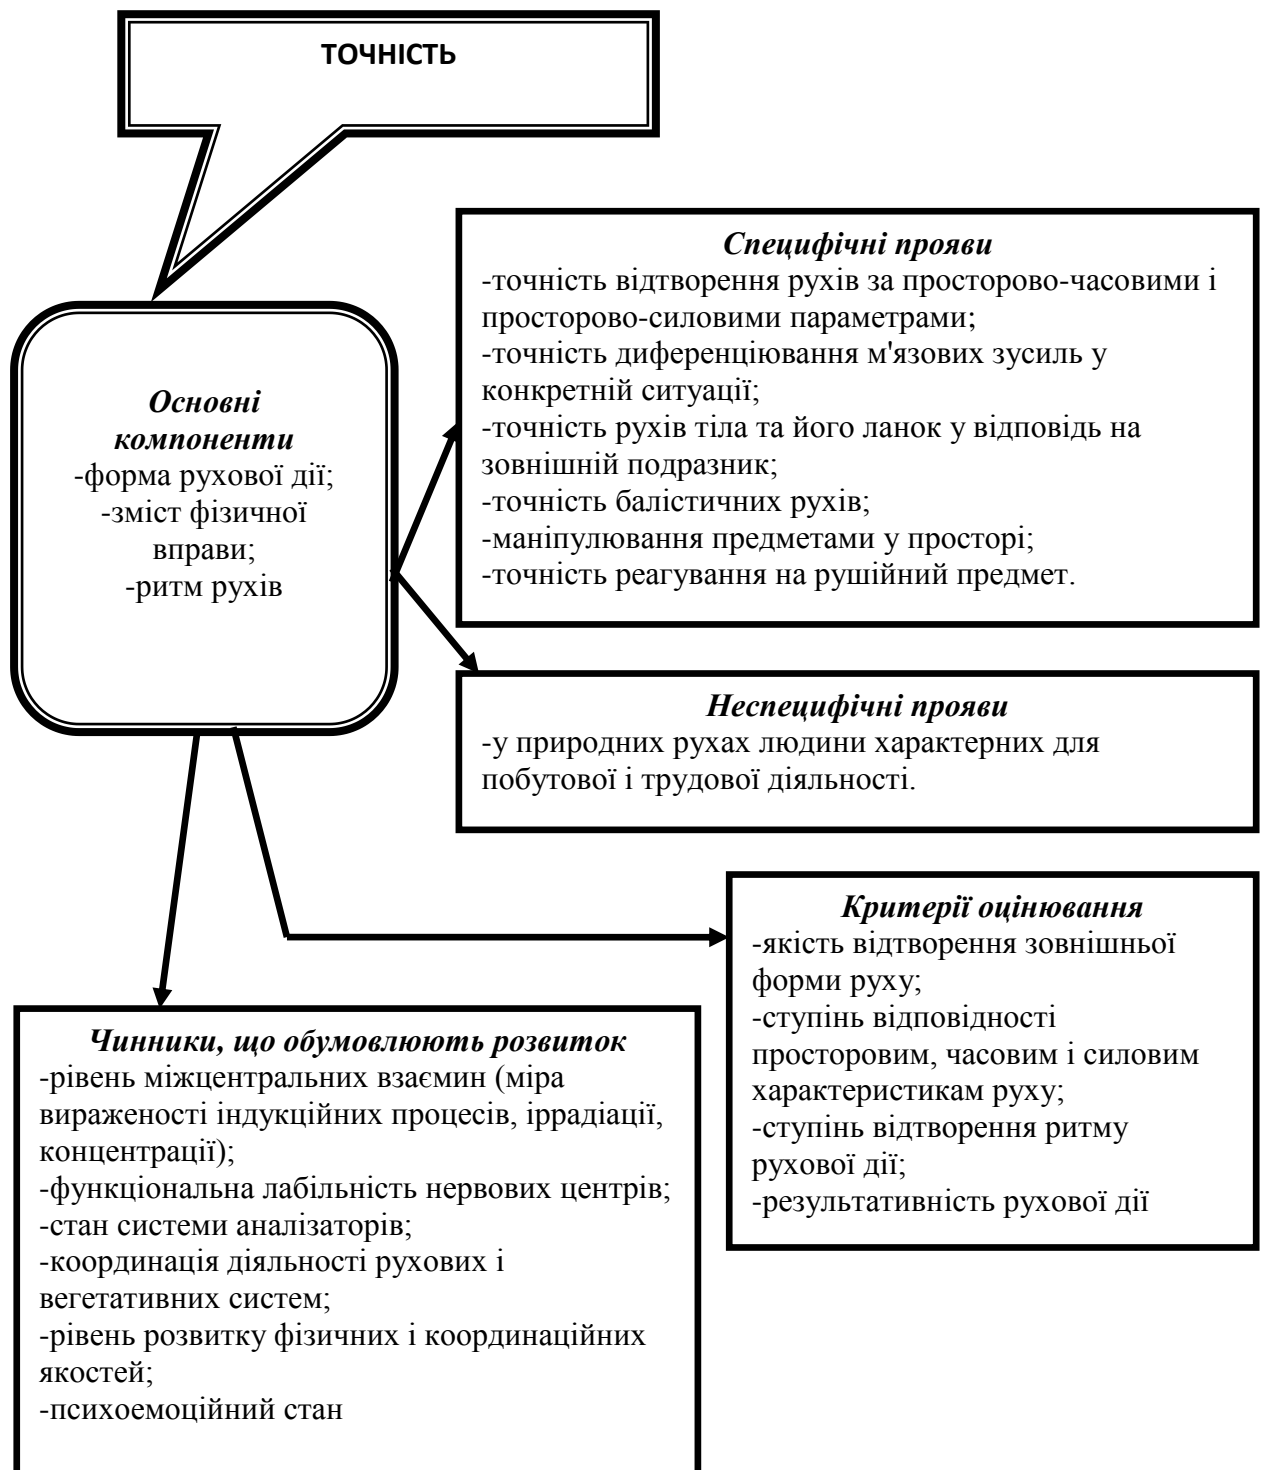 ТОЧНІСТЬ
Основні
компоненти
-форма рухової дії;
-зміст фізичної
вправи;
-ритм рухів
Специфічні прояви
-точність відтворення рухів за просторово-часовими і
просторово-силовими параметрами;
-точність диференціювання м'язових зусиль у
конкретній ситуації;
-точність рухів тіла та його ланок у відповідь на
зовнішній подразник;
-точність балістичних рухів;
-маніпулювання предметами у просторі;
-точність реагування на рушійний предмет.
Неспецифічні прояви
-у природних рухах людини характерних для
побутової і трудової діяльності.
Критерії оцінювання
-якість відтворення зовнішньої
форми руху;
-ступінь відповідності
просторовим, часовим і силовим
характеристикам руху;
-ступінь відтворення ритму
рухової дії;
-результативність рухової дії
Чинники, що обумовлюють розвиток
-рівень міжцентральних взаємин (міра
вираженості індукційних процесів, іррадіації,
концентрації);
-функціональна лабільність нервових центрів;
-стан системи аналізаторів;
-координація діяльності рухових і
вегетативних систем;
-рівень розвитку фізичних і координаційних
якостей;
-психоемоційний стан